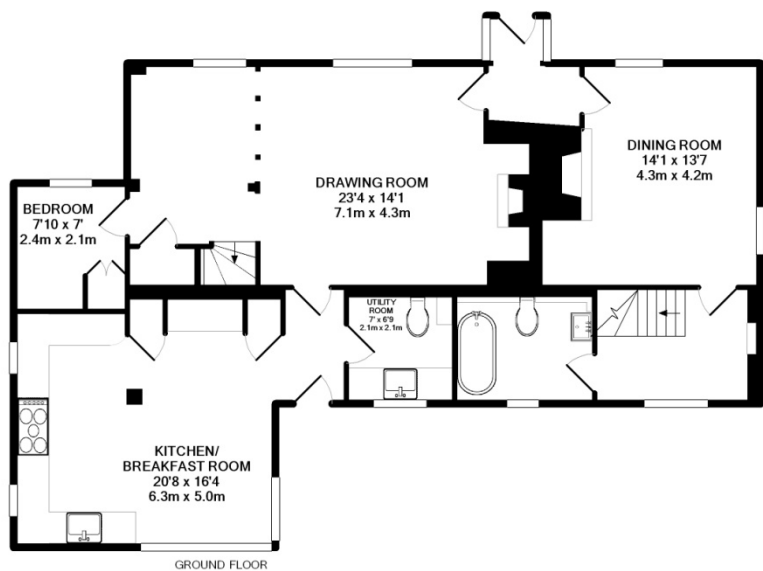 DINING ROOM
14'1 x 13'7
4.3m x 4.2m
DRAWING ROOM
23'4 x 14'1
7.1m x 4.3m
BEDROOM
7'10 x 7'
2.4m x 2.1m
UTILITY
ROOM
7' x 6'9
2.1m x 2.1m
KITCHEN/
BREAKFAST ROOM
20'8 x 16'4
6.3m x 5.0m
GROUND FLOOR